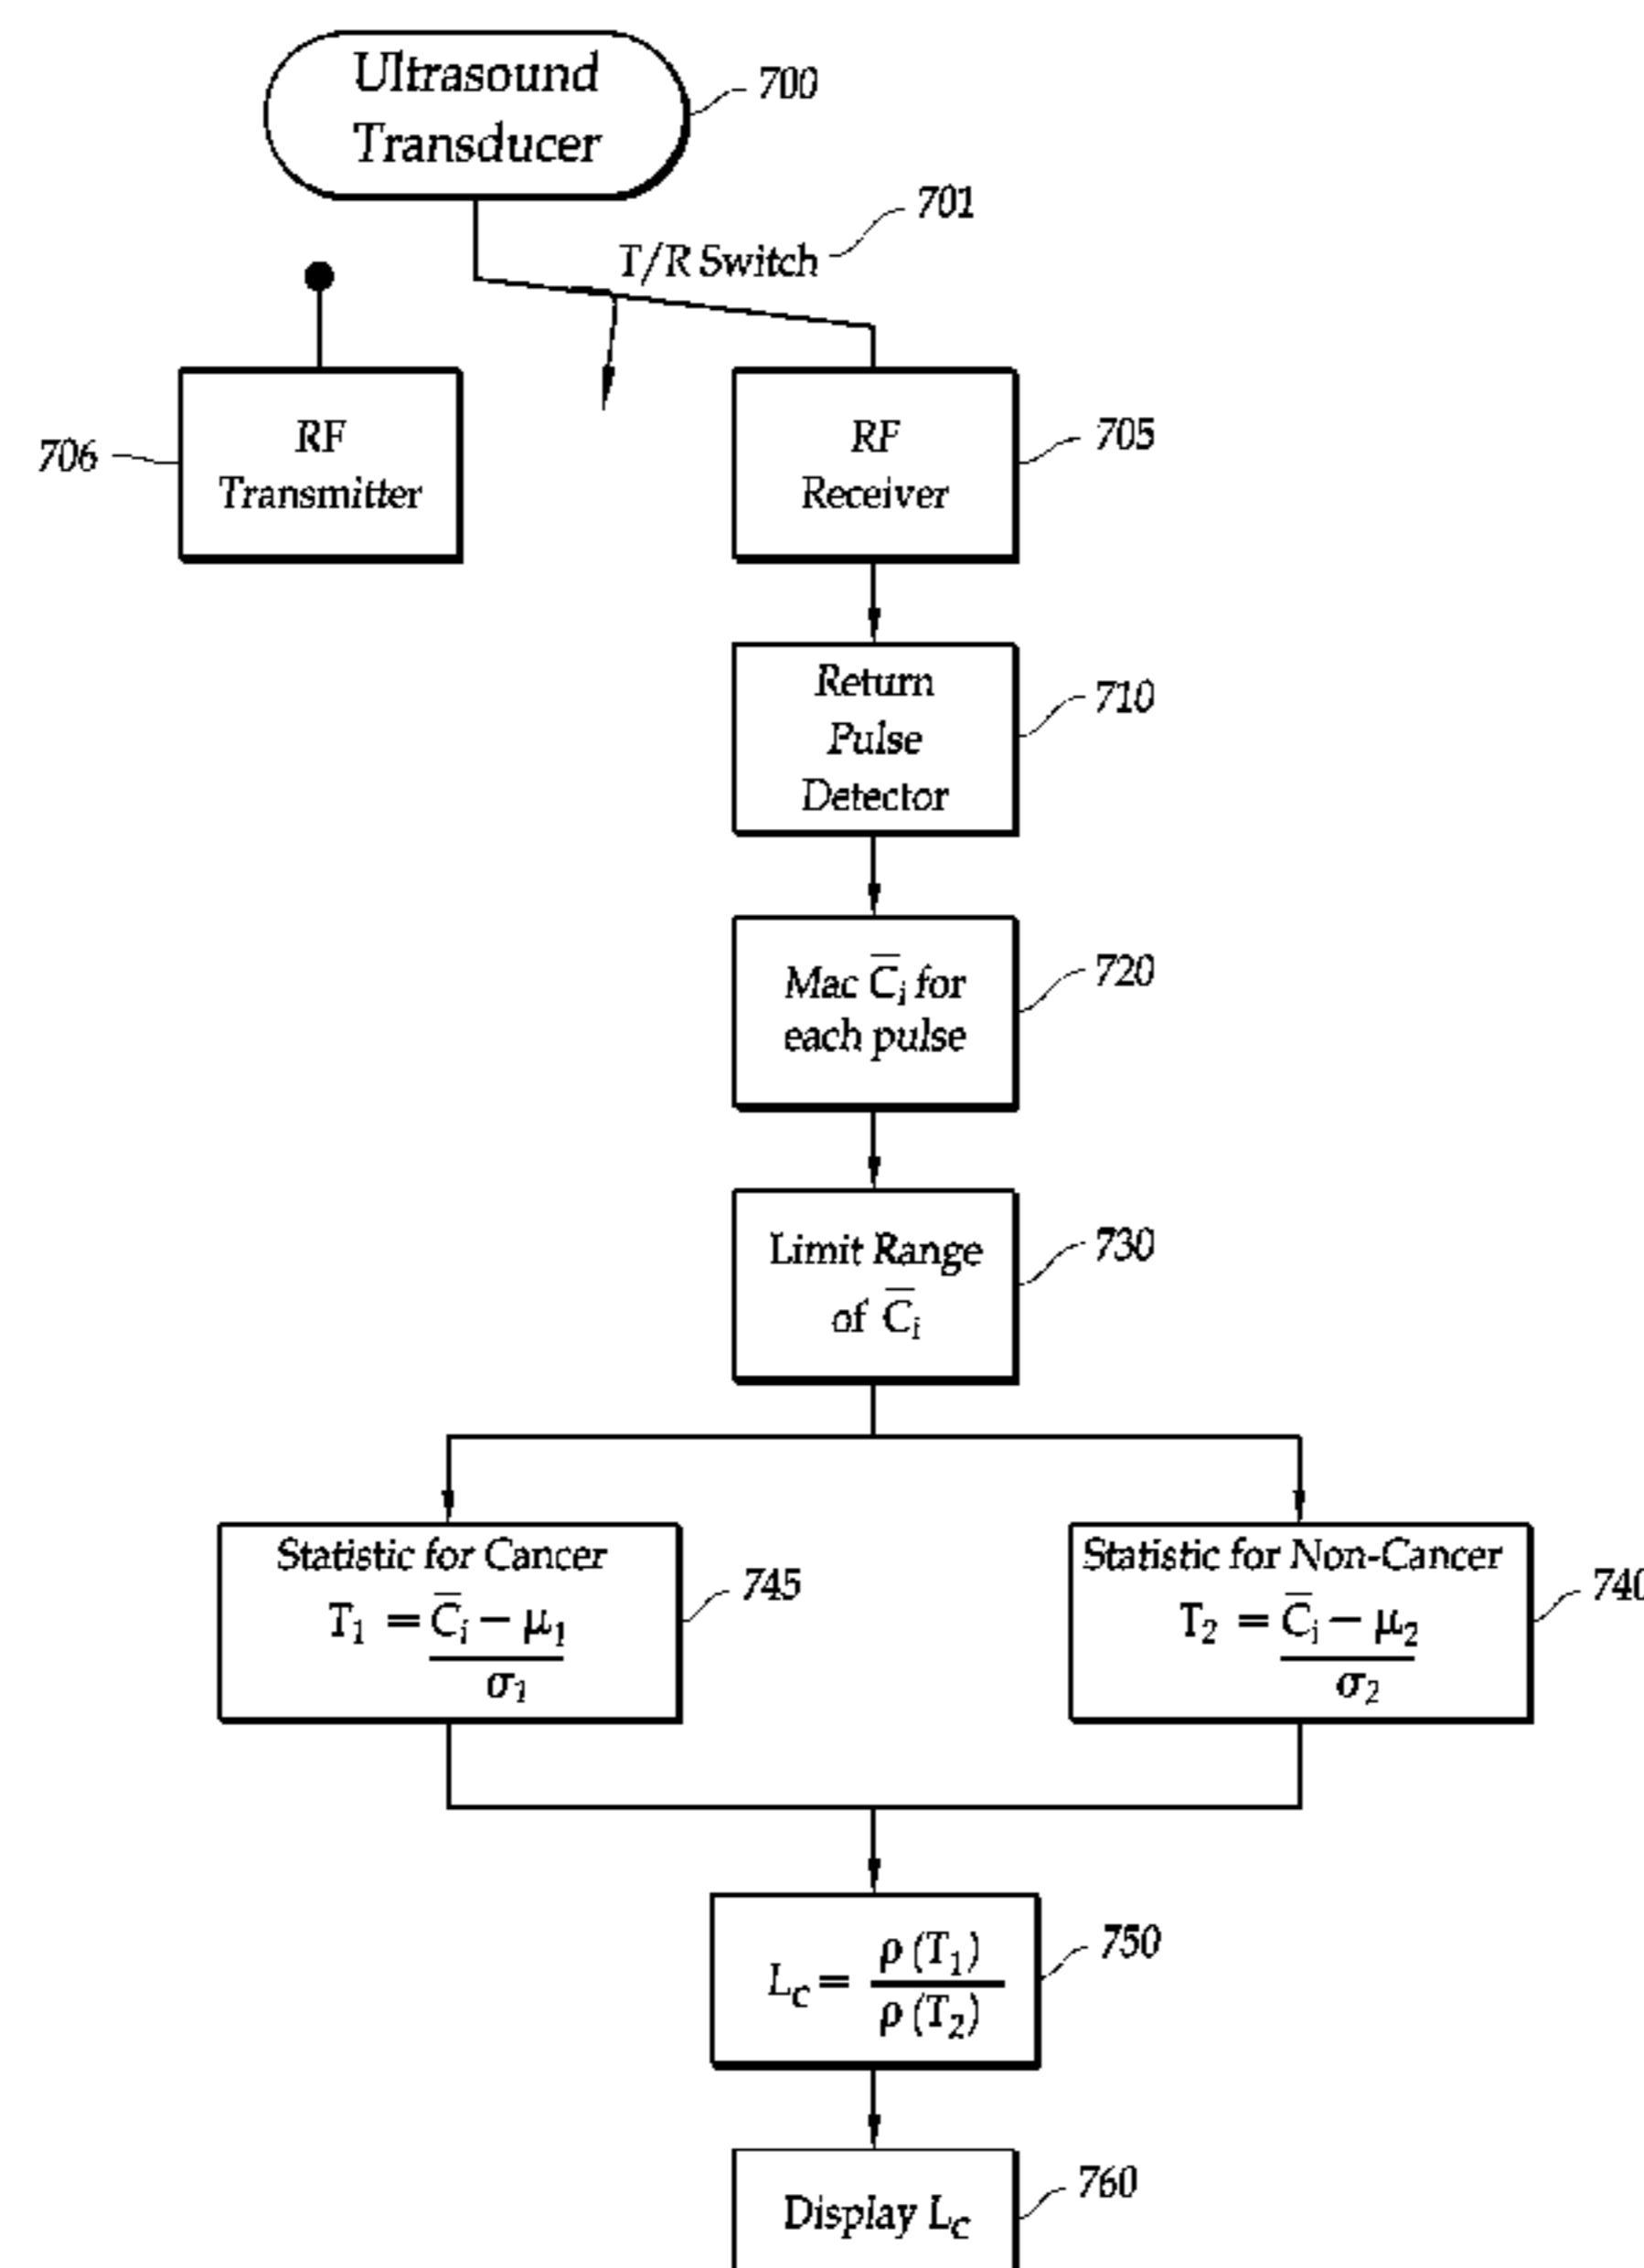 Ultrasound
Transducer
700
701
T/R Switch
RF
Transmitter
706
RF
Receiver
705
Return
Pulse
Detector
710
Mac C̅i for
each pulse
720
Limit Range
of C̅i
730
Statistic for Cancer
T1 = C̅i − μ1
σ1
745
Statistic for Non-Cancer
T2 = C̅i − μ2
σ2
740
Lc = ρ (T1)
ρ (T2)
750
Display Lc
760